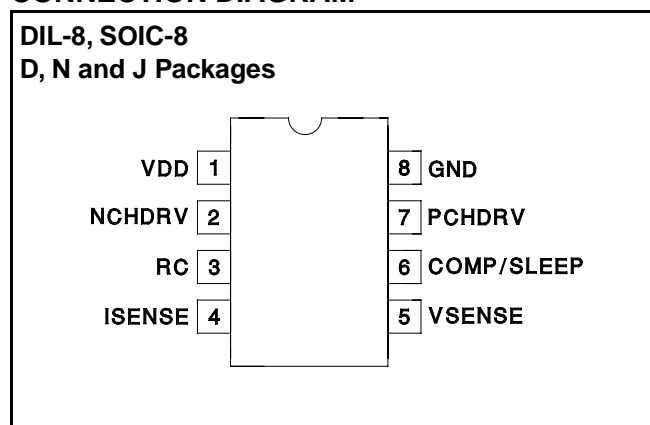 CONNECTION DIAGRAM
DIL-8, SOIC-8
D, N and J Packages
VDD 1 8 GND
NCHDRV 2 7 PCHDRV
RC 3 6 COMP/SLEEP
ISENSE 4 5 VSENSE